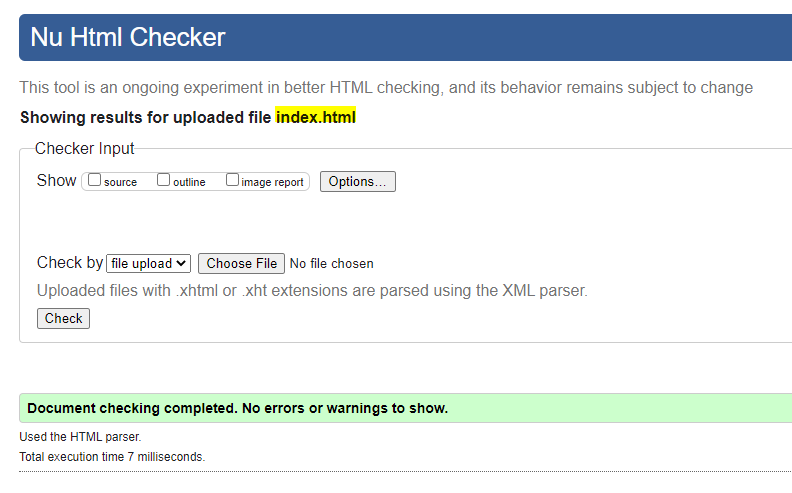 Nu Html Checker
This tool is an ongoing experiment in better HTML checking, and its behavior remains subject to change
Showing results for uploaded file index.html
Checker Input
Show source outline image report Options...
Check by file upload Choose File No file chosen
Uploaded files with .xhtml or .xht extensions are parsed using the XML parser.
Check
Document checking completed. No errors or warnings to show.
Used the HTML parser.
Total execution time 7 milliseconds.